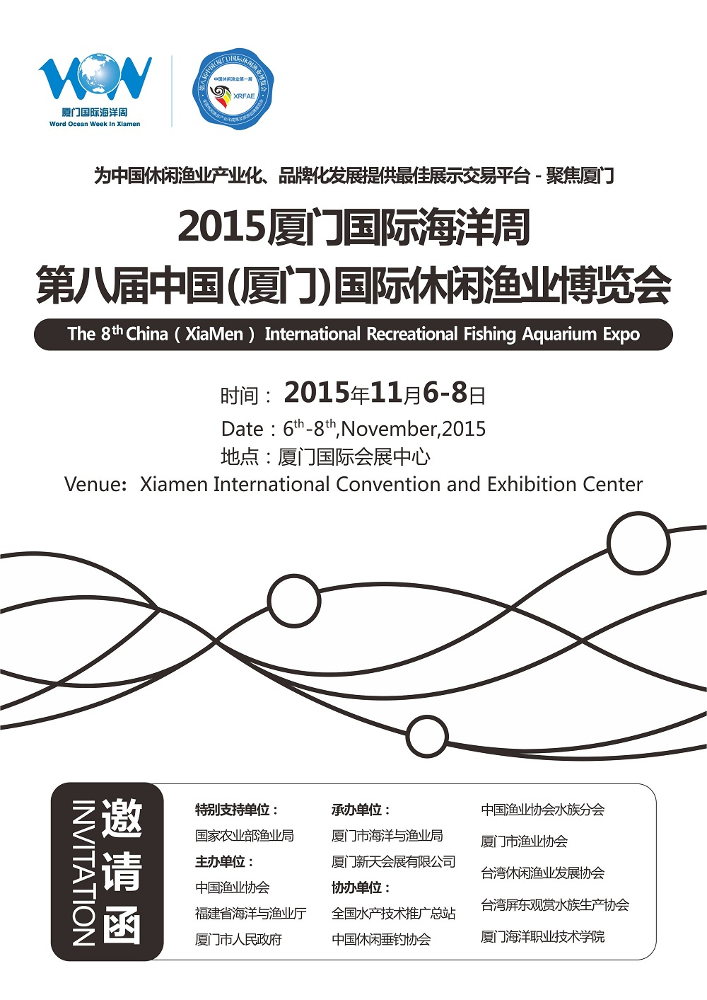 厦门国际海洋周
Word Ocean Week In Xiamen
第八届中国(厦门)国际休闲渔业博览会
中国休闲渔业第一展
XRFAE
为中国休闲渔业产业化、品牌化发展提供最佳展示交易平台 - 聚焦厦门
2015厦门国际海洋周
第八届中国(厦门)国际休闲渔业博览会
The 8th China ( XiaMen ) International Recreational Fishing Aquarium Expo
时间： 2015年11月6-8日
Date：6th-8th,November,2015
地点：厦门国际会展中心
Venue: Xiamen International Convention and Exhibition Center
邀请函
INVITATION
特别支持单位：
国家农业部渔业局
主办单位：
中国渔业协会
福建省海洋与渔业厅
厦门市人民政府
承办单位：
厦门市海洋与渔业局
厦门新天会展有限公司
协办单位：
全国水产技术推广总站
中国休闲垂钓协会
中国渔业协会水族分会
厦门市渔业协会
台湾休闲渔业发展协会
台湾屏东观赏水族生产协会
厦门海洋职业技术学院